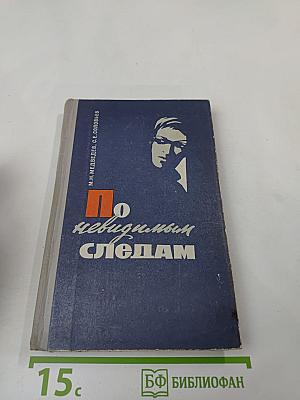 М.Н. МЕДВЕДЕВ, С.Е. СОЛОВЬЕВ
По
невидимым
следам
15с
БФ БИБЛИОФАН